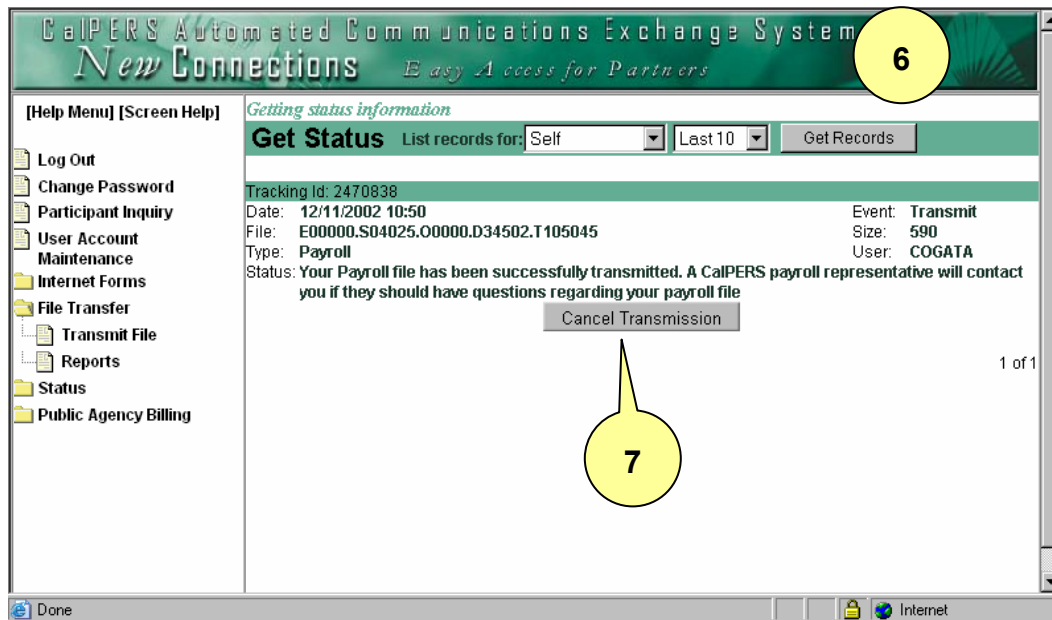 CalPERS Automated Communications Exchange System
New Connections Easy Access for Partners
6
[Help Menu] [Screen Help]
Log Out
Change Password
Participant Inquiry
User Account
Maintenance
Internet Forms
File Transfer
Transmit File
Reports
Status
Public Agency Billing
Getting status information
Get Status List records for: Self Last 10 Get Records
Tracking Id: 2470838
Date: 12/11/2002 10:50 Event: Transmit
File: E00000.S04025.O0000.D34502.T105045 Size: 590
Type: Payroll User: COGATA
Status: Your Payroll file has been successfully transmitted. A CalPERS payroll representative will contact
you if they should have questions regarding your payroll file
Cancel Transmission
1 of 1
7
Done Internet